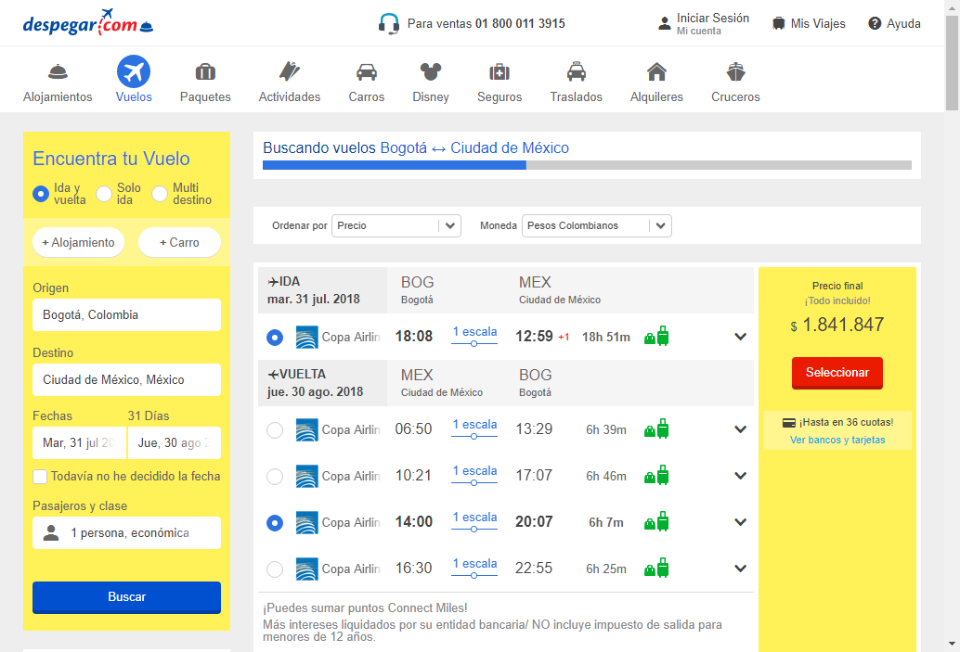 despegar.com
Para ventas 01 800 011 3915
Iniciar Sesión
Mi cuenta
Mis Viajes
Ayuda
Alojamientos
Vuelos
Paquetes
Actividades
Carros
Disney
Seguros
Traslados
Alquileres
Cruceros
Encuentra tu Vuelo
Ida y vuelta
Solo ida
Multi destino
+ Alojamiento
+ Carro
Origen
Bogotá, Colombia
Destino
Ciudad de México, México
Fechas
31 Días
Mar, 31 jul 2
Jue, 30 ago 2
Todavía no he decidido la fecha
Pasajeros y clase
1 persona, económica
Buscar
Buscando vuelos Bogotá ↔ Ciudad de México
Ordenar por Precio
Moneda Pesos Colombianos
IDA BOG MEX
mar. 31 jul. 2018 Bogotá Ciudad de México
Copa Airlin 18:08 1 escala 12:59 +1 18h 51m
VUELTA MEX BOG
jue. 30 ago. 2018 Ciudad de México Bogotá
Copa Airlin 06:50 1 escala 13:29 6h 39m
Copa Airlin 10:21 1 escala 17:07 6h 46m
Copa Airlin 14:00 1 escala 20:07 6h 7m
Copa Airlin 16:30 1 escala 22:55 6h 25m
¡Puedes sumar puntos Connect Miles!
Más intereses liquidados por su entidad bancaria/ NO incluye impuesto de salida para
menores de 12 años.
Precio final
¡Todo incluido!
$ 1.841.847
Seleccionar
¡Hasta en 36 cuotas!
Ver bancos y tarjetas